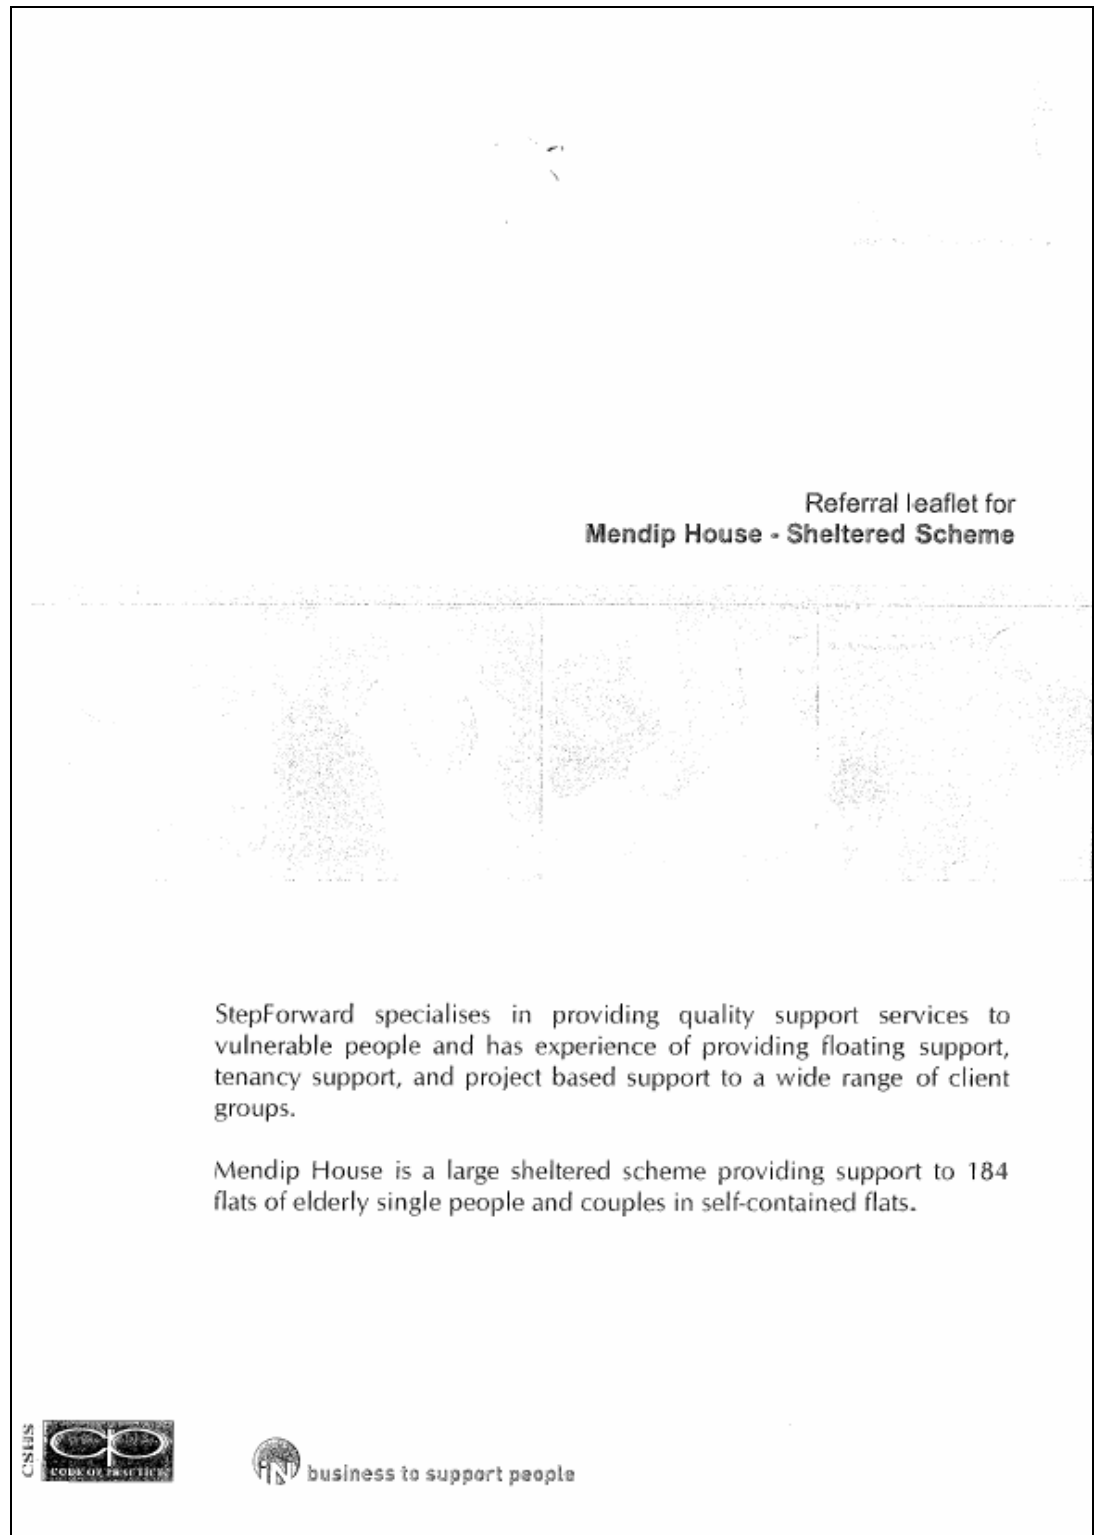 Referral leaflet for
Mendip House - Sheltered Scheme
StepForward specialises in providing quality support services to
vulnerable people and has experience of providing floating support,
tenancy support, and project based support to a wide range of client
groups.
Mendip House is a large sheltered scheme providing support to 184
flats of elderly single people and couples in self-contained flats.
CSHS
cp
CODE OF PRACTICE
iN business to support people